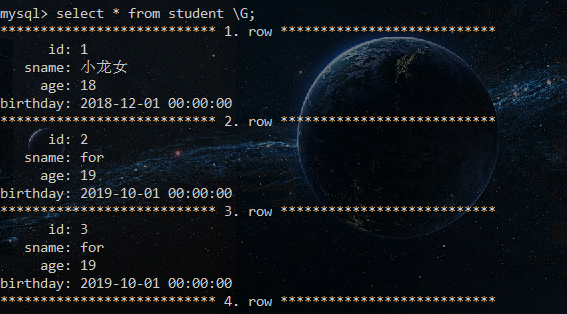 mysql> select * from student \G;
*************************** 1. row ***************************
id: 1
sname: 小龙女
age: 18
birthday: 2018-12-01 00:00:00
*************************** 2. row ***************************
id: 2
sname: for
age: 19
birthday: 2019-10-01 00:00:00
*************************** 3. row ***************************
id: 3
sname: for
age: 19
birthday: 2019-10-01 00:00:00
*************************** 4. row ***************************